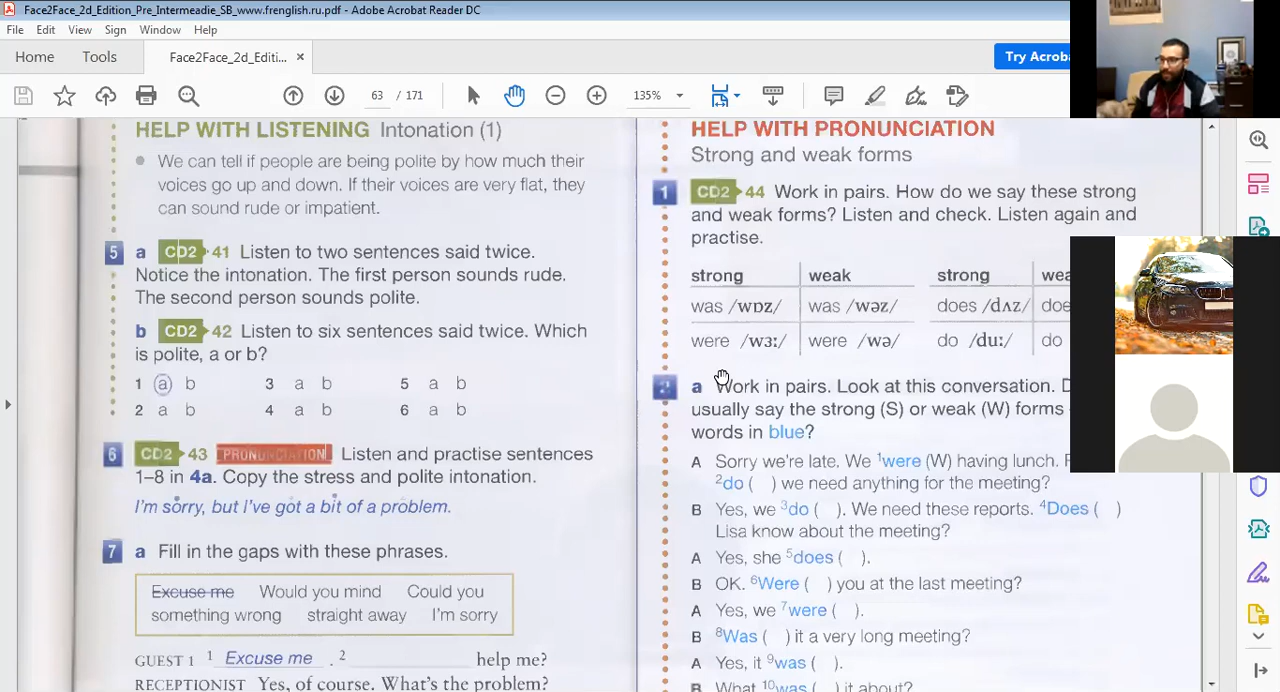 Face2Face_2d_Edition_Pre_Intermeadie_SB_www.frenglish.ru.pdf - Adobe Acrobat Reader DC
File Edit View Sign Window Help
Home Tools Face2Face_2d_Editi... ×
Try Acroba
63 / 171 135%
HELP WITH LISTENING Intonation (1)
● We can tell if people are being polite by how much their
voices go up and down. If their voices are very flat, they
can sound rude or impatient.
5 a CD2 41 Listen to two sentences said twice.
Notice the intonation. The first person sounds rude.
The second person sounds polite.
b CD2 42 Listen to six sentences said twice. Which
is polite, a or b?
1 a b 3 a b 5 a b
2 a b 4 a b 6 a b
6 CD2 43 PRONUNCIATION Listen and practise sentences
1–8 in 4a. Copy the stress and polite intonation.
I'm sorry, but I've got a bit of a problem.
7 a Fill in the gaps with these phrases.
Excuse me Would you mind Could you
something wrong straight away I'm sorry
GUEST 1 1 Excuse me . 2 help me?
RECEPTIONIST Yes, of course. What's the problem?
HELP WITH PRONUNCIATION
Strong and weak forms
1 CD2 44 Work in pairs. How do we say these strong
and weak forms? Listen and check. Listen again and
practise.
strong weak strong wea
was /wɒz/ was /wəz/ does /dʌz/ doe
were /wɜː/ were /wə/ do /duː/ do
2 a Work in pairs. Look at this conversation. D
usually say the strong (S) or weak (W) forms
words in blue?
A Sorry we're late. We 1were (W) having lunch.
2do ( ) we need anything for the meeting?
B Yes, we 3do ( ). We need these reports. 4Does ( )
Lisa know about the meeting?
A Yes, she 5does ( ).
B OK. 6Were ( ) you at the last meeting?
A Yes, we 7were ( ).
B 8Was ( ) it a very long meeting?
A Yes, it 9was ( ).
B What 10was ( ) it about?